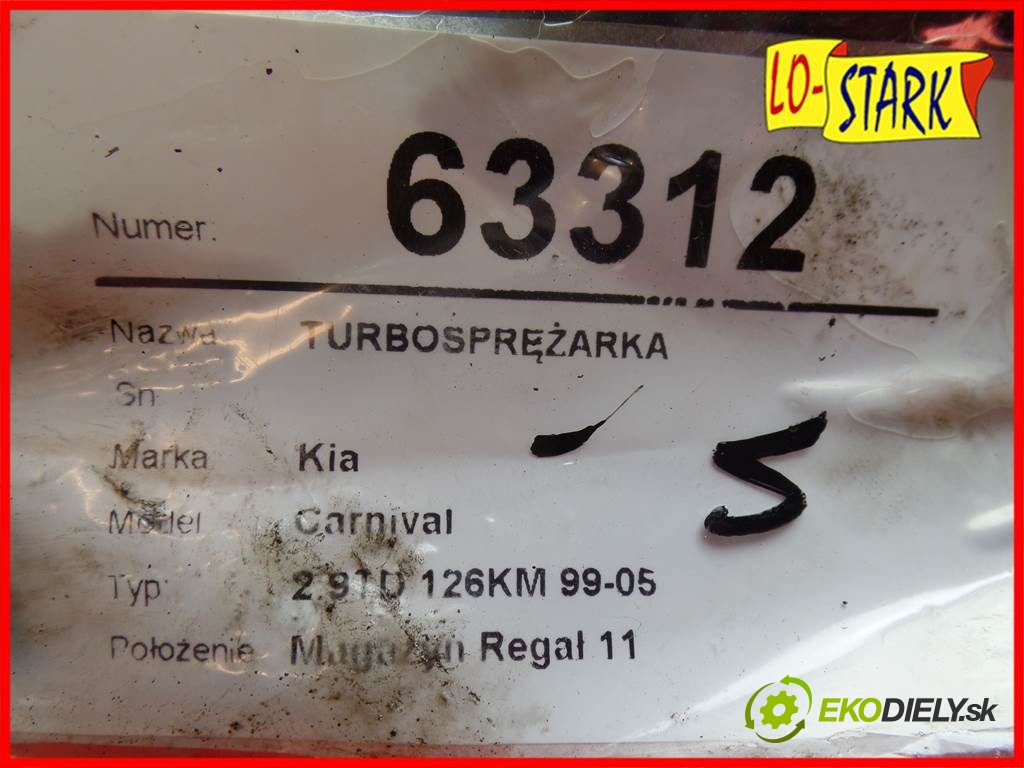 LO-STARK
Numer: 63312
Nazwa TURBOSPRĘŻARKA
Sn
Marka Kia
Model Carnival
Typ: 2.9TD 126KM 99-05
Położenie Magazyn Regał 11
S
EKODIELY.sk